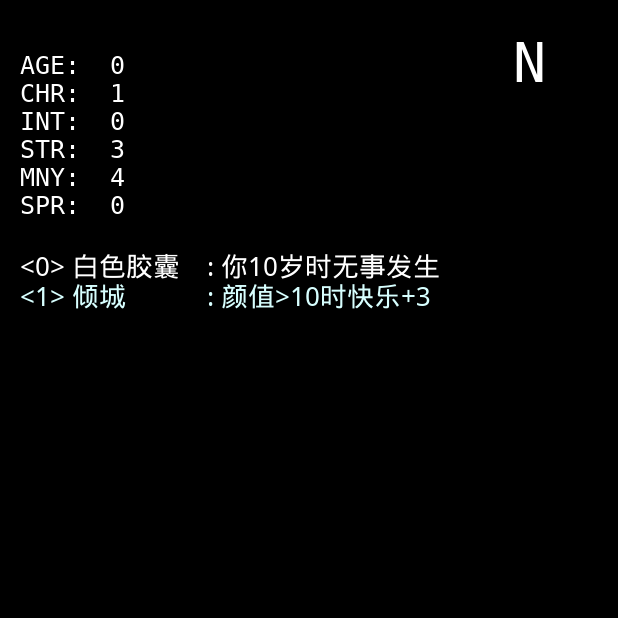 N
AGE: 0
CHR: 1
INT: 0
STR: 3
MNY: 4
SPR: 0
<0> 白色胶囊 : 你10岁时无事发生
<1> 倾城 : 颜值>10时快乐+3